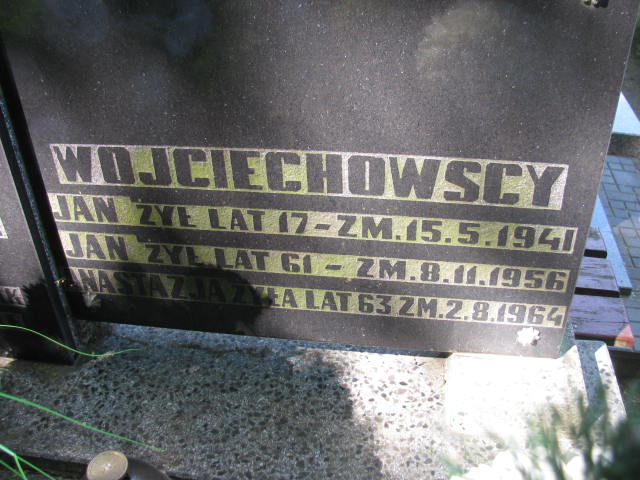 WOJCIECHOWSCY
JAN ŻYŁ LAT 17-ZM.15.5.1941
JAN ŻYŁ LAT 61 - ZM.8.11.1956
ANASTAZJA ŻYŁA LAT 63 ZM.2.8.1964